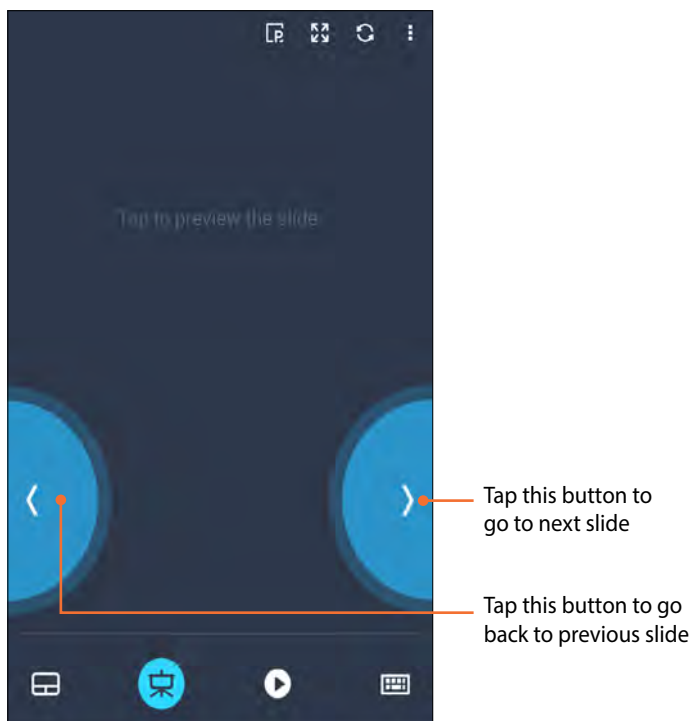 Tap to preview the slide
Tap this button to
go to next slide
Tap this button to go
back to previous slide